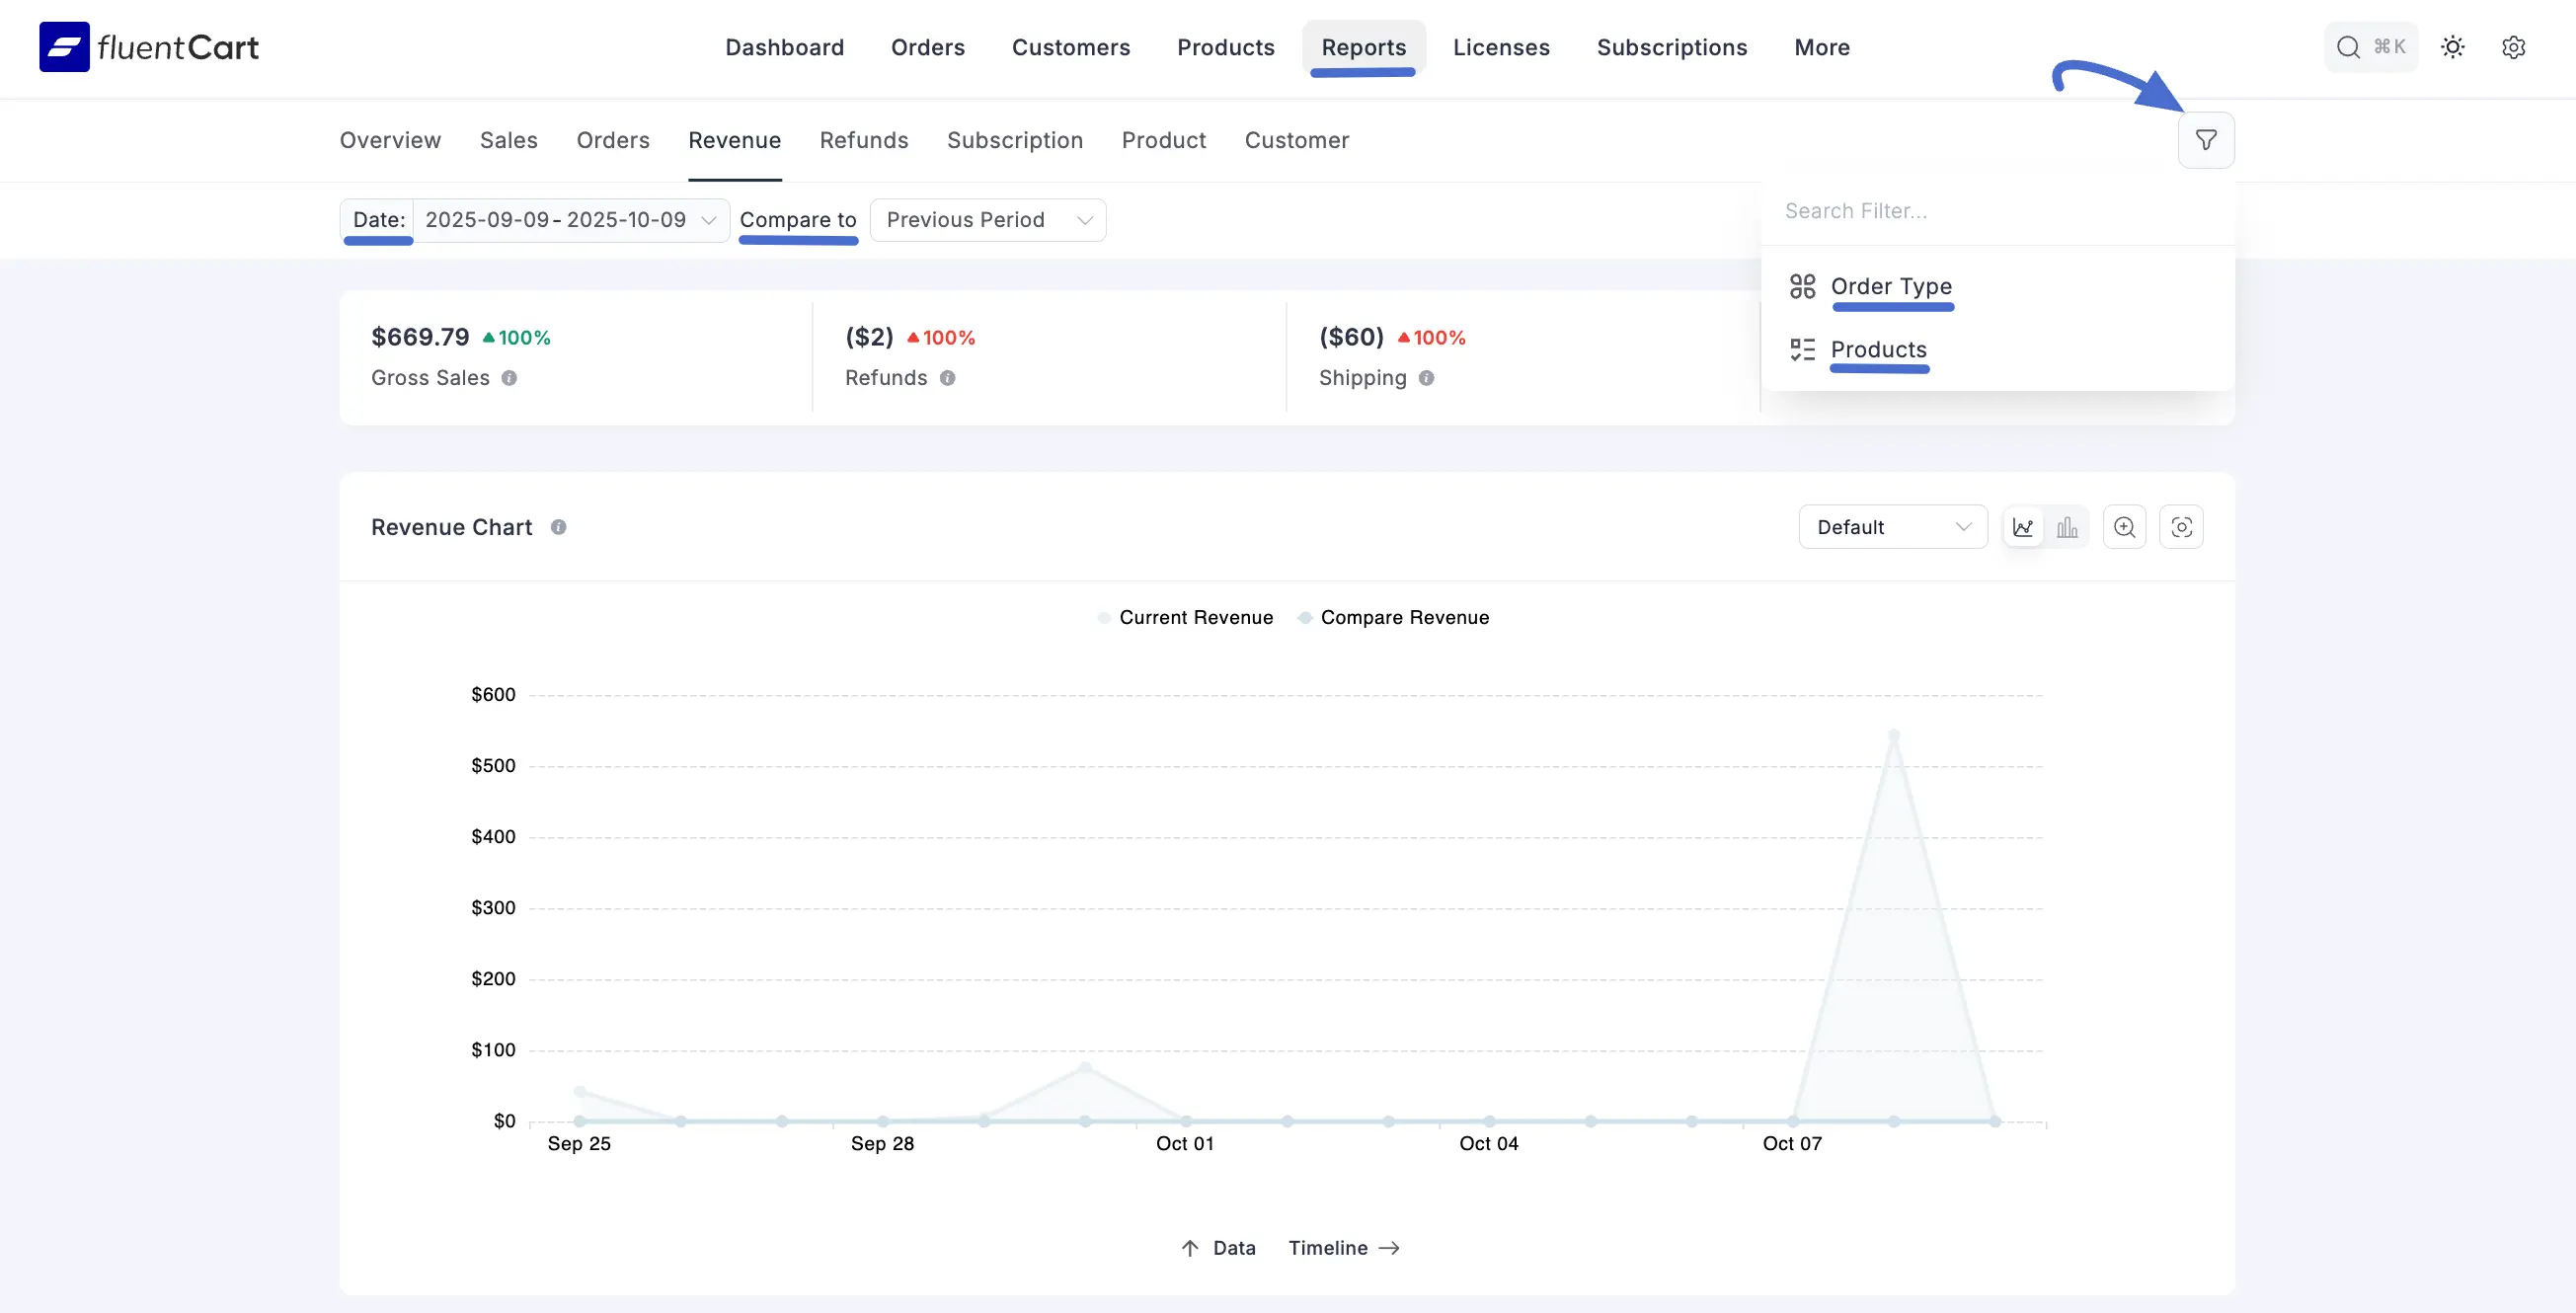 fluentCart
Dashboard Orders Customers Products Reports Licenses Subscriptions More
⌘K
Overview Sales Orders Revenue Refunds Subscription Product Customer
Date: 2025-09-09 - 2025-10-09 Compare to Previous Period
Search Filter...
Order Type
Products
$669.79 100%
Gross Sales
($2) 100%
Refunds
($60) 100%
Shipping
Revenue Chart
Default
Current Revenue Compare Revenue
$600
$500
$400
$300
$200
$100
$0
Sep 25 Sep 28 Oct 01 Oct 04 Oct 07
↑ Data Timeline →